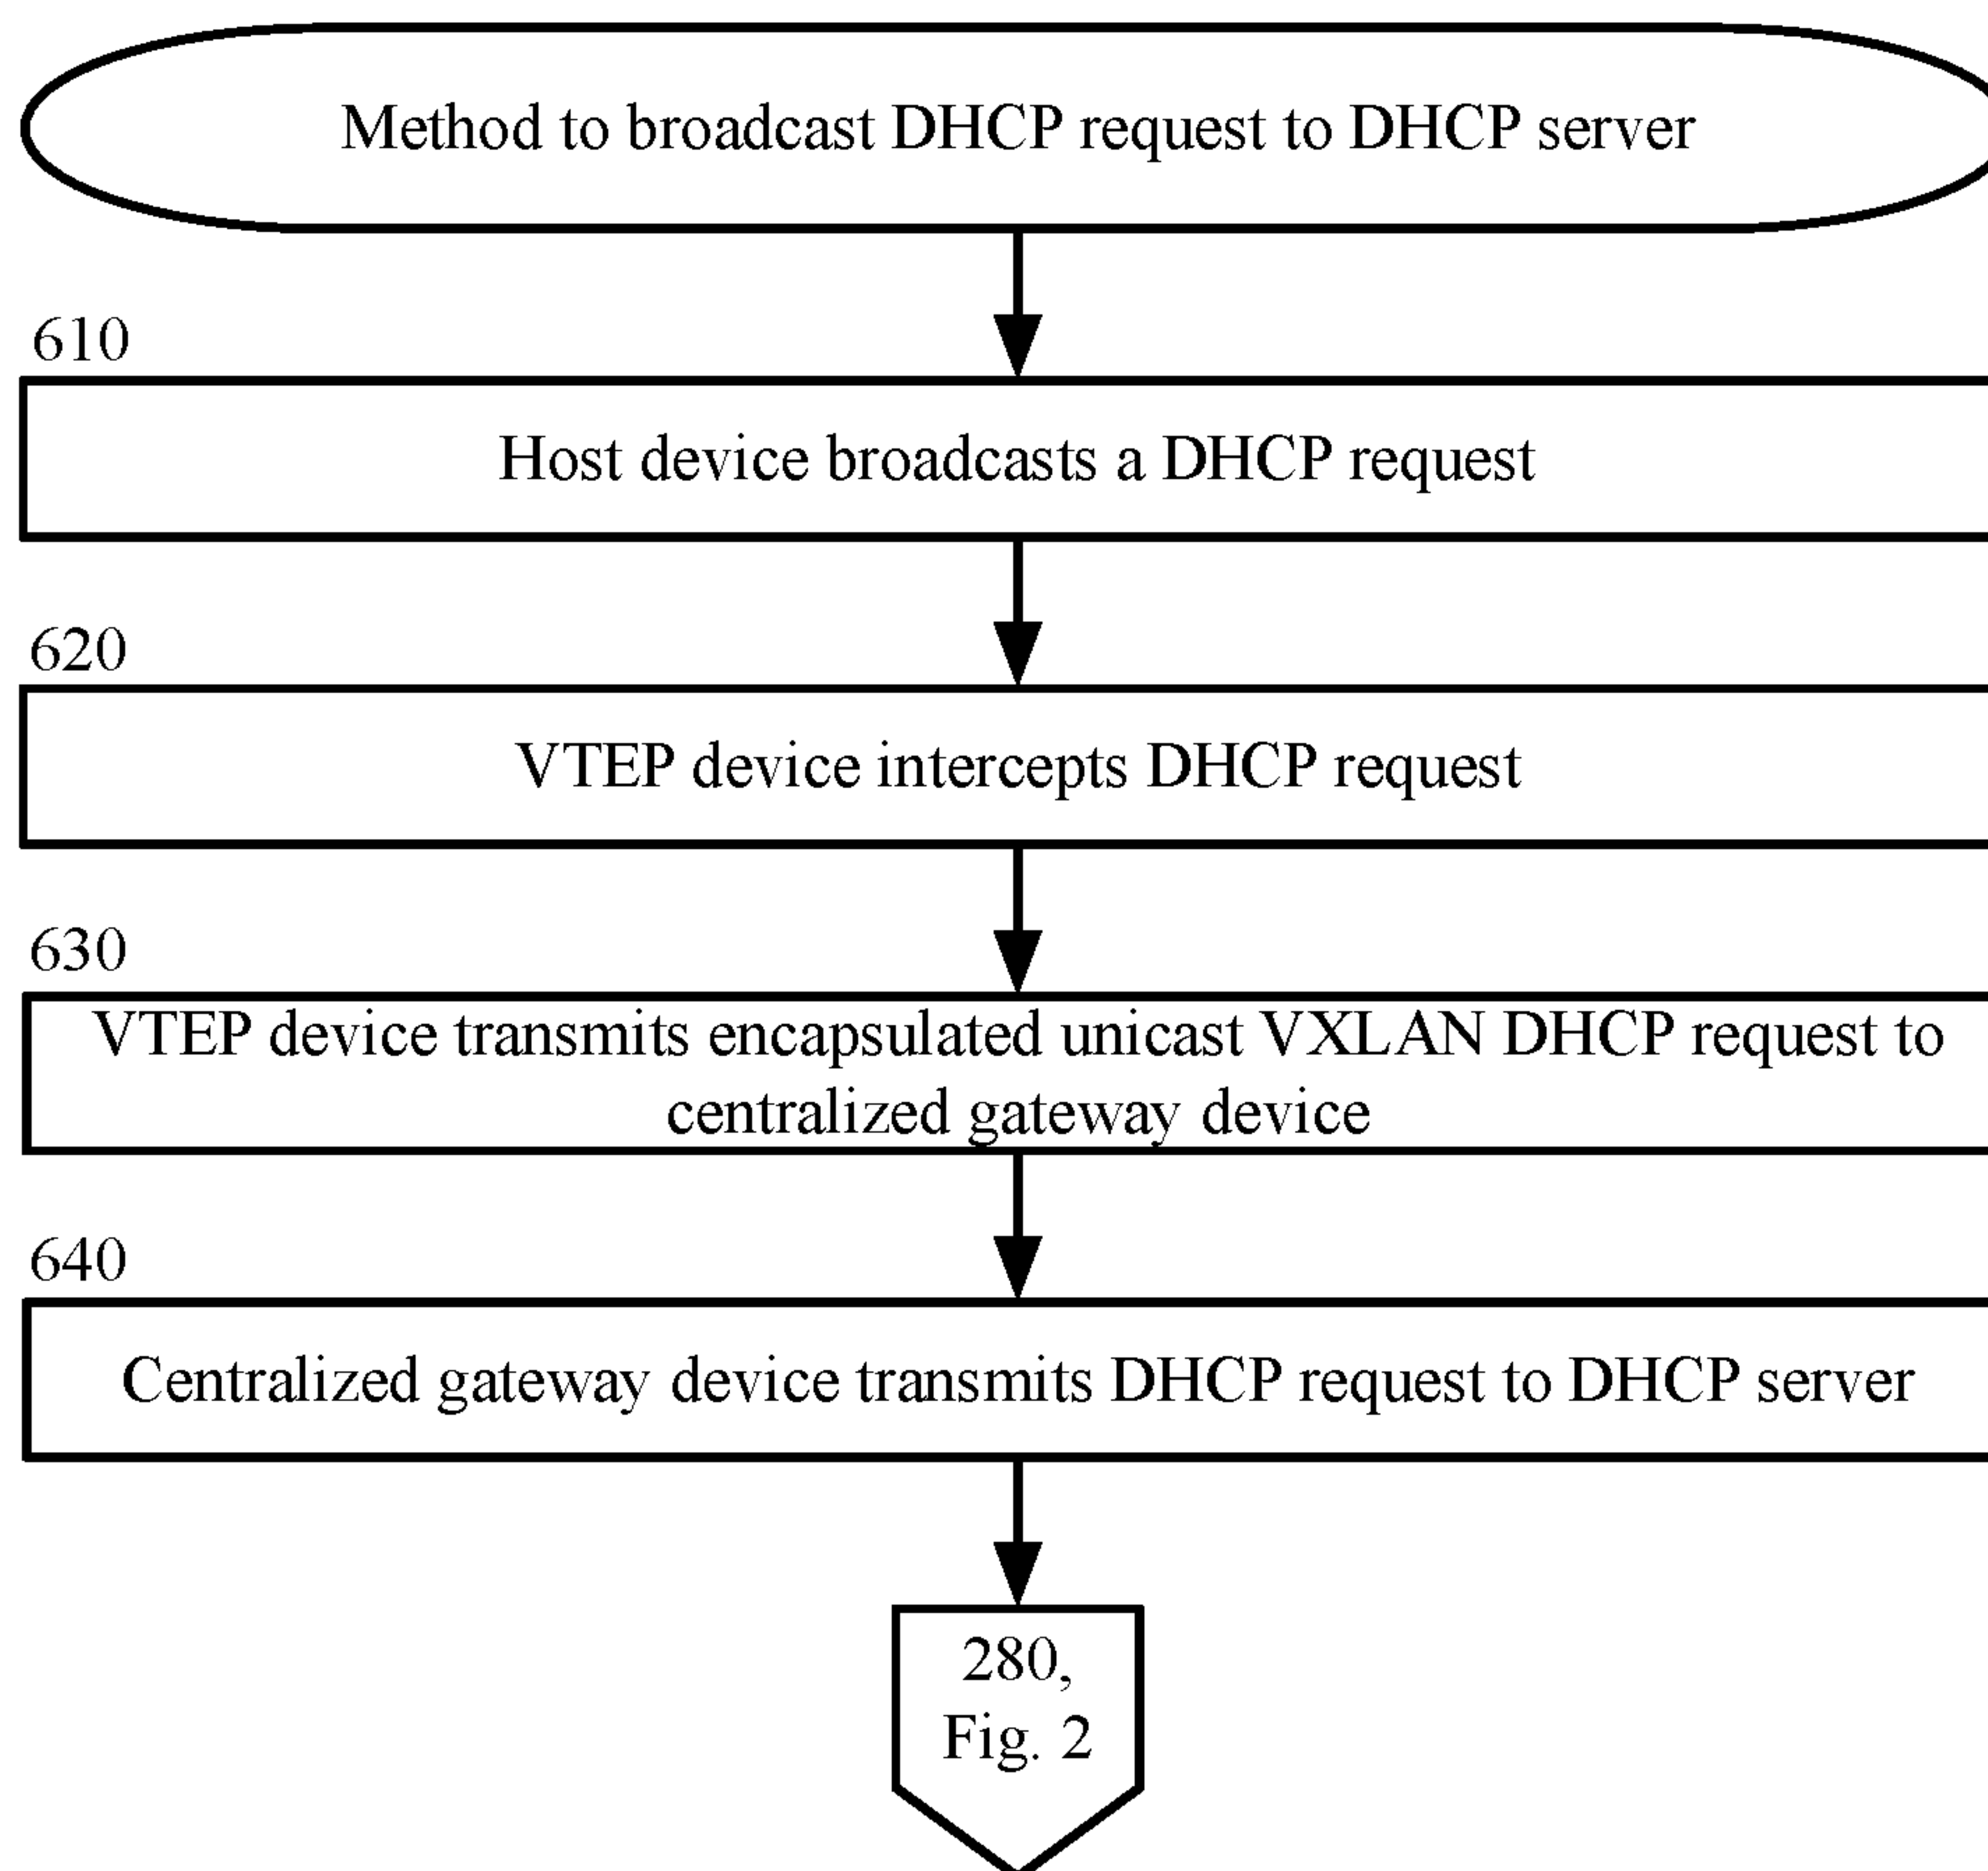 Method to broadcast DHCP request to DHCP server
610
Host device broadcasts a DHCP request
620
VTEP device intercepts DHCP request
630
VTEP device transmits encapsulated unicast VXLAN DHCP request to
centralized gateway device
640
Centralized gateway device transmits DHCP request to DHCP server
280,
Fig. 2